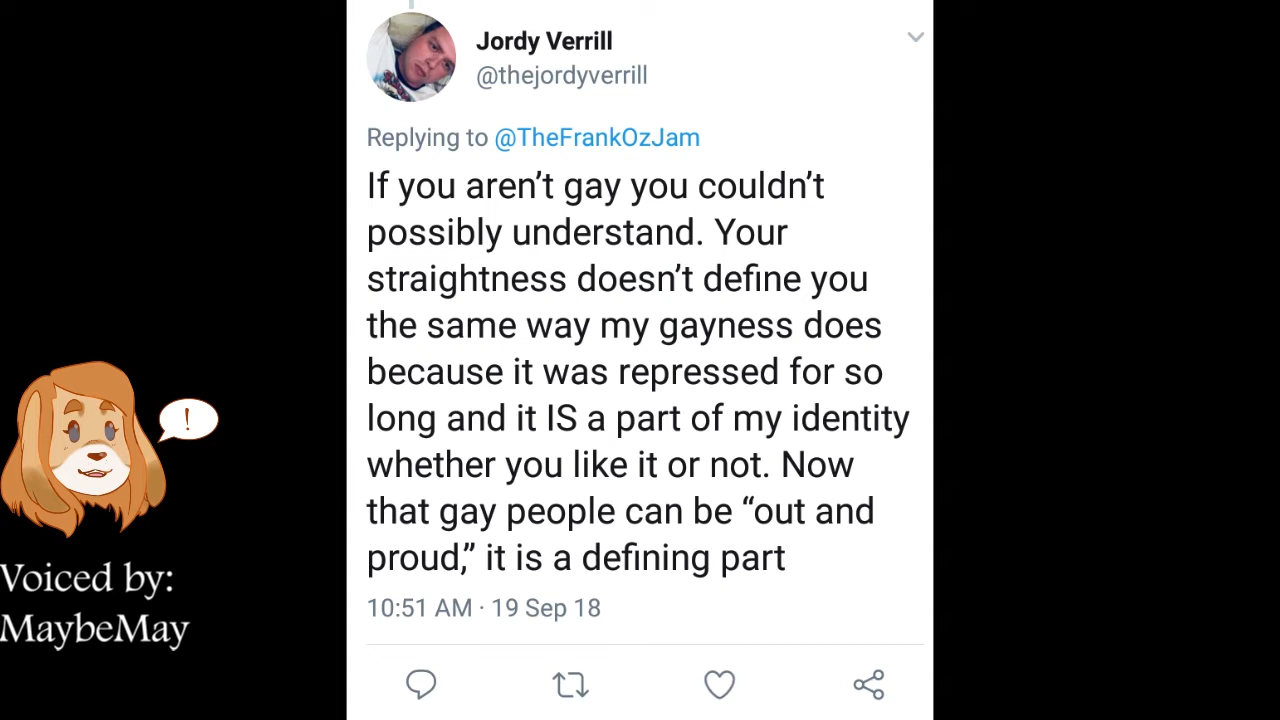 Jordy Verrill
@thejordyverrill
Replying to @TheFrankOzJam
If you aren’t gay you couldn’t
possibly understand. Your
straightness doesn’t define you
the same way my gayness does
because it was repressed for so
long and it IS a part of my identity
whether you like it or not. Now
that gay people can be “out and
proud,” it is a defining part
10:51 AM · 19 Sep 18
!
Voiced by:
MaybeMay